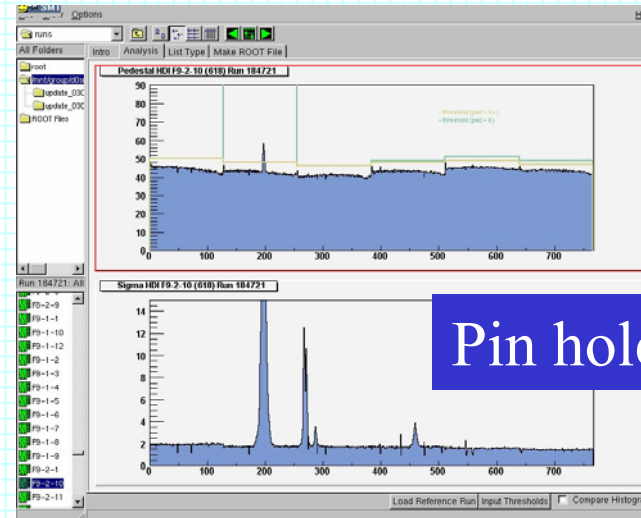 SMT
Options
runs
All Folders
Intro Analysis List Type Make ROOT File
root
update_030
update_030
ROOT Files
Pedestal HDI F9-2-10 (618) Run 184721
90
80
70
60
50
40
30
20
10
0
0 100 200 300 400 500 600 700
Run 184721: All
F9-2-9
F9-1-1
F9-1-10
F9-1-12
F9-1-2
F9-1-3
F9-1-4
F9-1-5
F9-1-6
F9-1-7
F9-1-8
F9-1-9
F9-2-1
F9-2-10
F9-2-11
Sigma HDI F9-2-10 (618) Run 184721
14
12
10
8
6
4
2
0
0 100 200 300 400 500 600 700
Pin hole
Load Reference Run Input Thresholds Compare Histogr